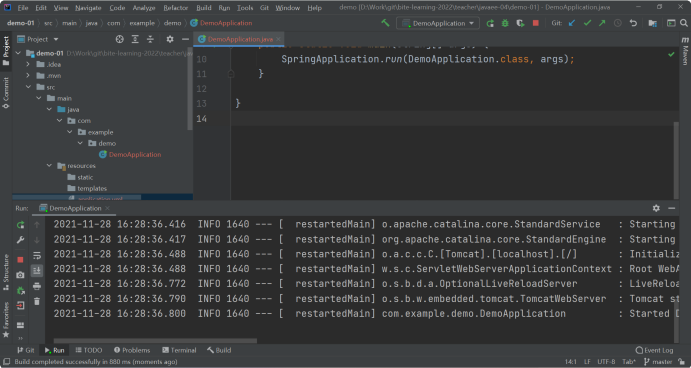 File Edit View Navigate Code Analyze Refactor Build Run Tools Git Window Help demo [D:\Work\git\bite-learning-2022\teacher\javaee-04\demo-01] - DemoApplication.java
demo-01 src main java com example demo DemoApplication DemoApplication Git:
Project
DemoApplication.java
demo-01 D:\Work\git\bite-learning-2022\teacher\jav
.idea
.mvn
src
main
java
com
example
demo
DemoApplication
resources
static
templates
10 SpringApplication.run(DemoApplication.class, args);
11 }
12
13 }
14
Project
Commit
Structure
Favorites
Maven
Run: DemoApplication
2021-11-28 16:28:36.416 INFO 1640 --- [ restartedMain] o.apache.catalina.core.StandardService : Starting
2021-11-28 16:28:36.417 INFO 1640 --- [ restartedMain] org.apache.catalina.core.StandardEngine : Starting
2021-11-28 16:28:36.488 INFO 1640 --- [ restartedMain] o.a.c.c.C.[Tomcat].[localhost].[/] : Initializ
2021-11-28 16:28:36.488 INFO 1640 --- [ restartedMain] w.s.c.ServletWebServerApplicationContext : Root WebA
2021-11-28 16:28:36.772 INFO 1640 --- [ restartedMain] o.s.b.d.a.OptionalLiveReloadServer : LiveReloa
2021-11-28 16:28:36.790 INFO 1640 --- [ restartedMain] o.s.b.w.embedded.tomcat.TomcatWebServer : Tomcat st
2021-11-28 16:28:36.800 INFO 1640 --- [ restartedMain] com.example.demo.DemoApplication : Started D
Git Run TODO Problems Terminal Build Event Log
Build completed successfully in 880 ms (moments ago) 14:1 LF UTF-8 Tab* master